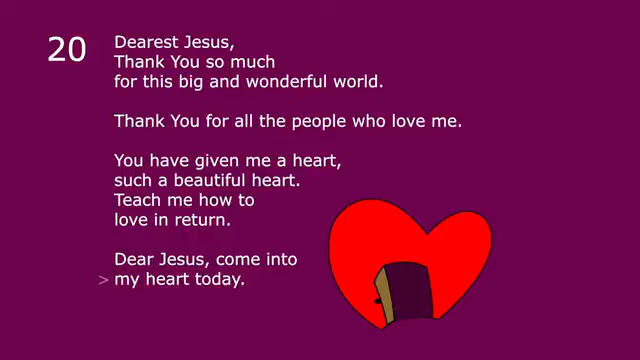 20
Dearest Jesus,
Thank You so much
for this big and wonderful world.
Thank You for all the people who love me.
You have given me a heart,
such a beautiful heart.
Teach me how to
love in return.
Dear Jesus, come into
> my heart today.